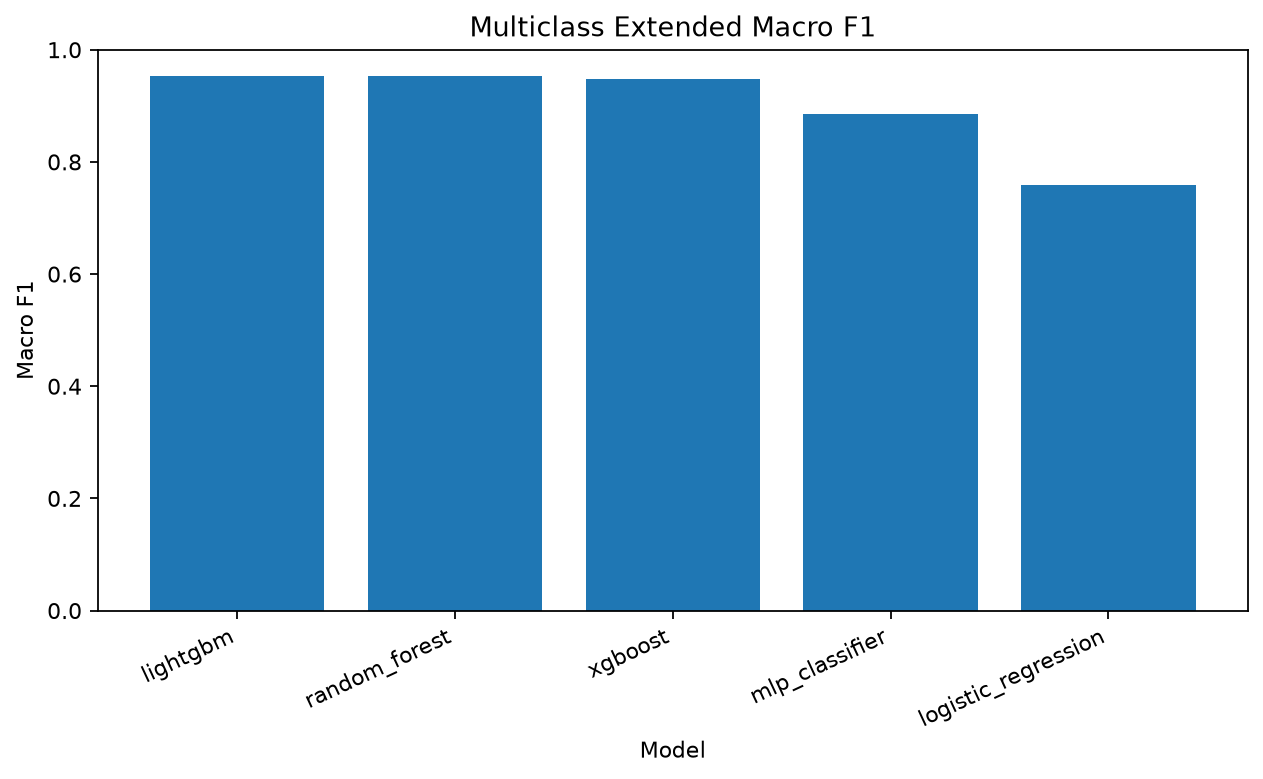 Multiclass Extended Macro F1
Macro F1
1.0
0.8
0.6
0.4
0.2
0.0
lightgbm
random_forest
xgboost
mlp_classifier
logistic_regression
Model